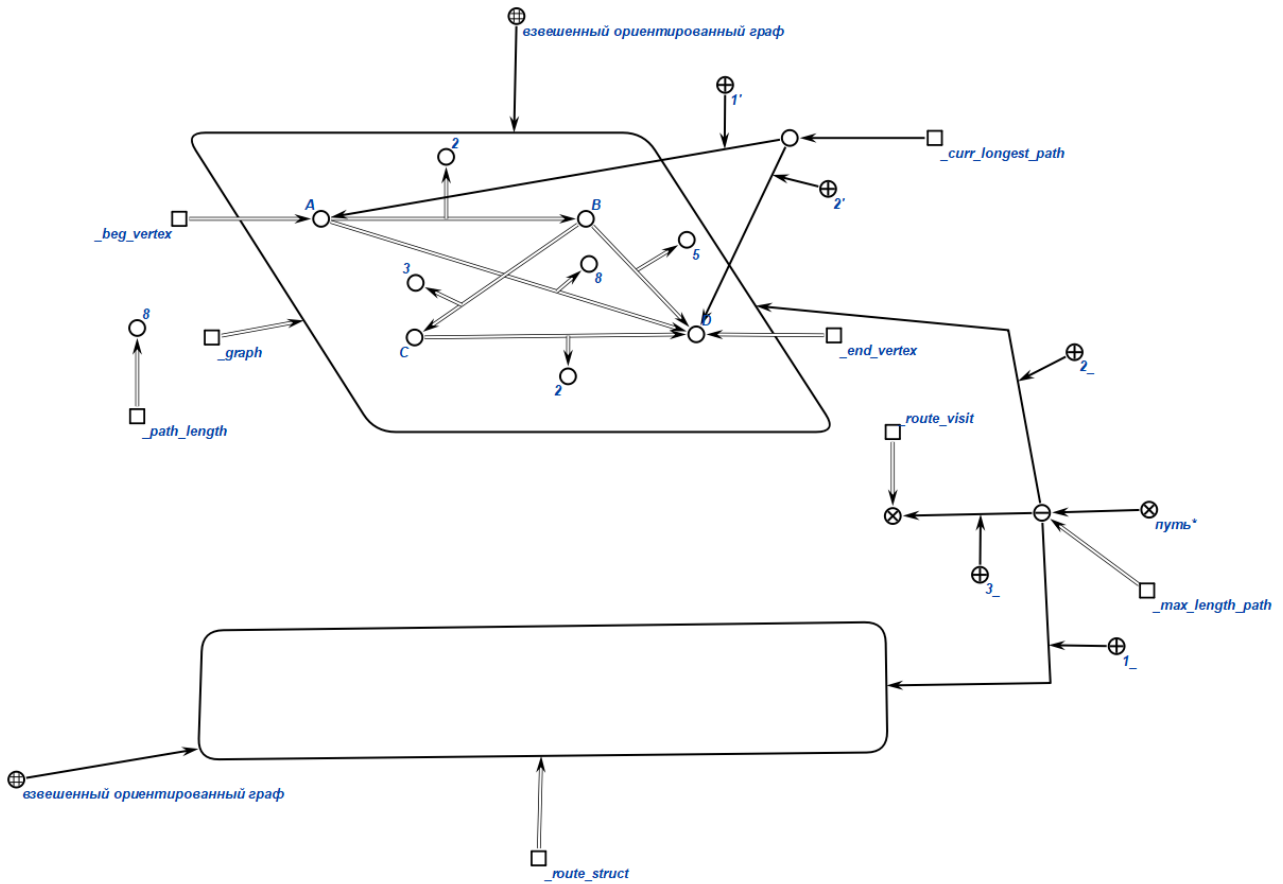 взвешенный ориентированный граф
1'
2
_curr_longest_path
2'
A
B
_beg_vertex
5
3
8
8
D
_graph
C
_end_vertex
2_
2
_path_length
_route_visit
путь*
3_
_max_length_path
1_
взвешенный ориентированный граф
_route_struct